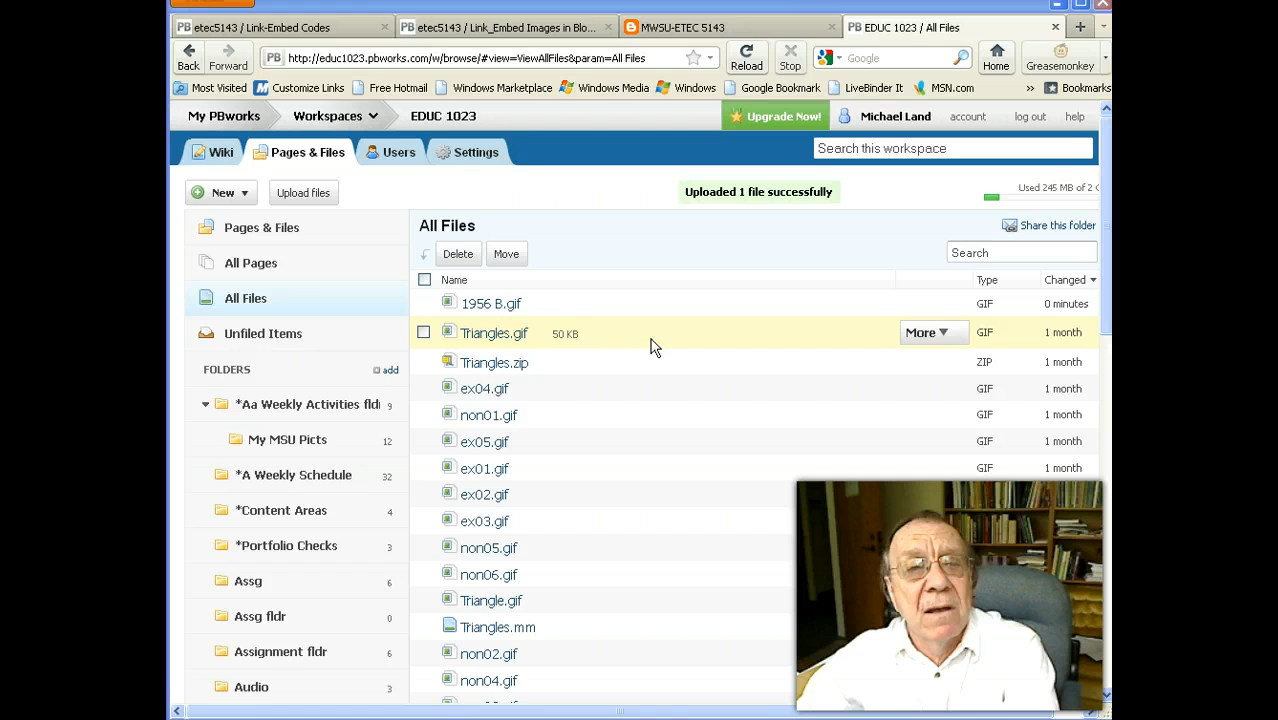 etec5143 / Link-Embed Codes
etec5143 / Link_Embed Images in Blo...
MWSU-ETEC 5143
EDUC 1023 / All Files
Back
Forward
http://educ1023.pbworks.com/w/browse/#view=ViewAllFiles&param=All Files
Reload
Stop
Google
Home
Greasemonkey
Most Visited
Customize Links
Free Hotmail
Windows Marketplace
Windows Media
Windows
Google Bookmark
LiveBinder It
MSN.com
»
Bookmarks
My PBworks
Workspaces
EDUC 1023
Upgrade Now!
Michael Land
account
log out
help
Wiki
Pages & Files
Users
Settings
Search this workspace
New
Upload files
Uploaded 1 file successfully
Used 245 MB of 2
Pages & Files
All Pages
All Files
Unfiled Items
FOLDERS
add
*Aa Weekly Activities fldr 9
My MSU Picts 12
*A Weekly Schedule 32
*Content Areas 4
*Portfolio Checks 3
Assg 6
Assg fldr 0
Assignment fldr 6
Audio 3
All Files
Share this folder
Delete
Move
Search
Name Type Changed
1956 B.gif GIF 0 minutes
Triangles.gif 50 KB More GIF 1 month
Triangles.zip ZIP 1 month
ex04.gif GIF 1 month
non01.gif GIF 1 month
ex05.gif GIF 1 month
ex01.gif GIF 1 month
ex02.gif
ex03.gif
non05.gif
non06.gif
Triangle.gif
Triangles.mm
non02.gif
non04.gif